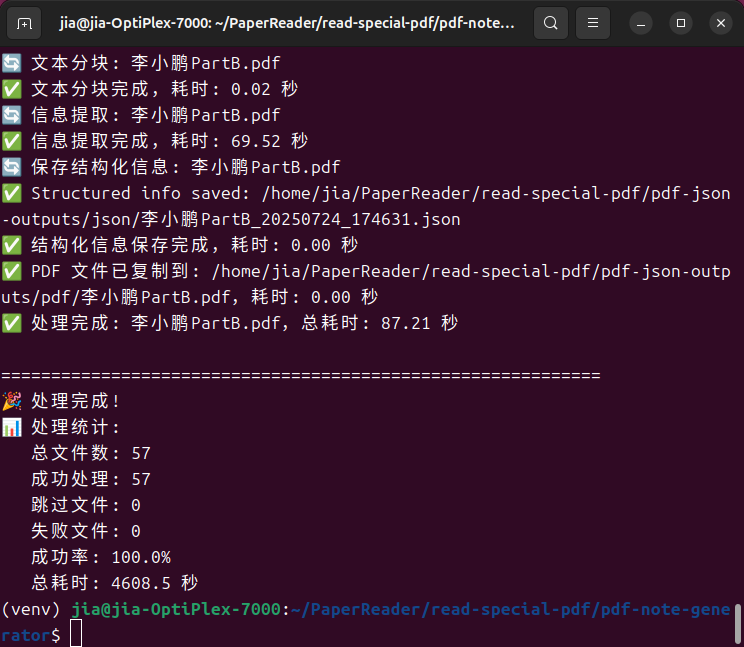 jia@jia-OptiPlex-7000: ~/PaperReader/read-special-pdf/pdf-note...
🔄 文本分块: 李小鹏PartB.pdf
✅ 文本分块完成，耗时: 0.02 秒
🔄 信息提取: 李小鹏PartB.pdf
✅ 信息提取完成，耗时: 69.52 秒
🔄 保存结构化信息: 李小鹏PartB.pdf
✅ Structured info saved: /home/jia/PaperReader/read-special-pdf/pdf-json
-outputs/json/李小鹏PartB_20250724_174631.json
✅ 结构化信息保存完成，耗时: 0.00 秒
✅ PDF 文件已复制到: /home/jia/PaperReader/read-special-pdf/pdf-json-outp
uts/pdf/李小鹏PartB.pdf，耗时: 0.00 秒
✅ 处理完成: 李小鹏PartB.pdf，总耗时: 87.21 秒
============================================================
🎉 处理完成！
📊 处理统计:
总文件数: 57
成功处理: 57
跳过文件: 0
失败文件: 0
成功率: 100.0%
总耗时: 4608.5 秒
(venv) jia@jia-OptiPlex-7000:~/PaperReader/read-special-pdf/pdf-note-gene
rator$